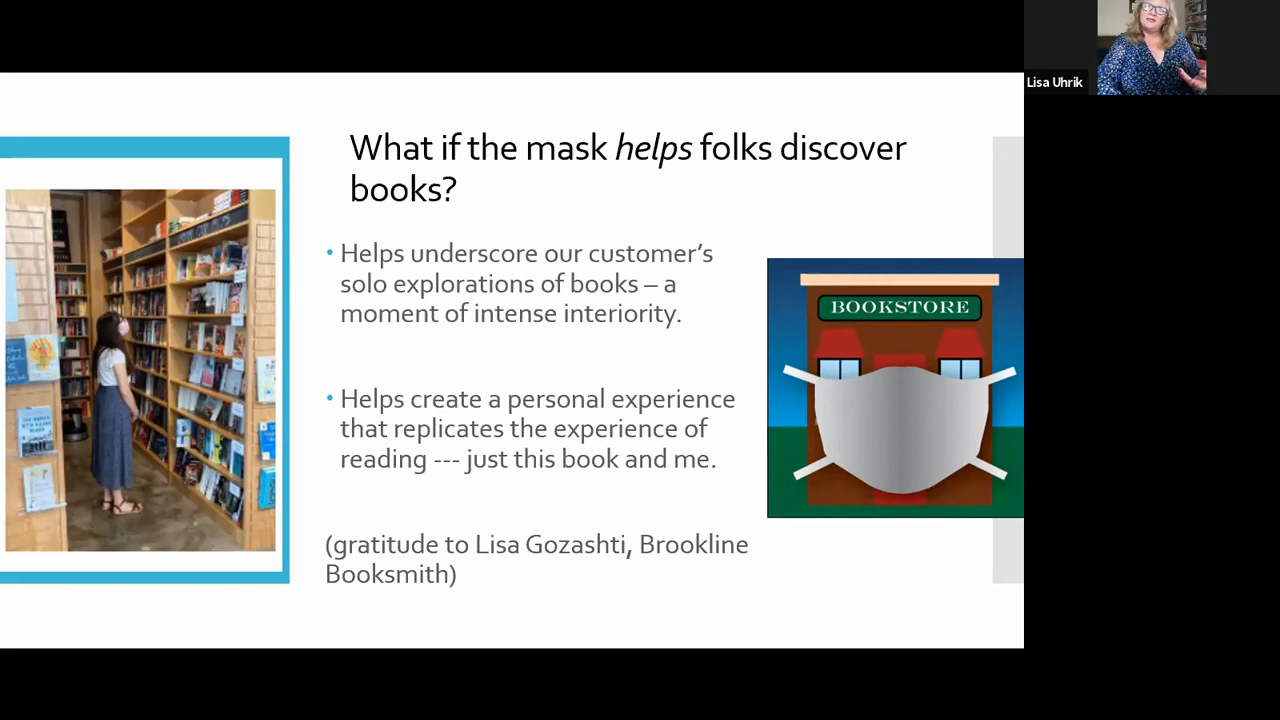 Lisa Uhrik
What if the mask helps folks discover
books?
• Helps underscore our customer’s
solo explorations of books – a
moment of intense interiority.
• Helps create a personal experience
that replicates the experience of
reading --- just this book and me.
(gratitude to Lisa Gozashti, Brookline
Booksmith)
BOOKSTORE